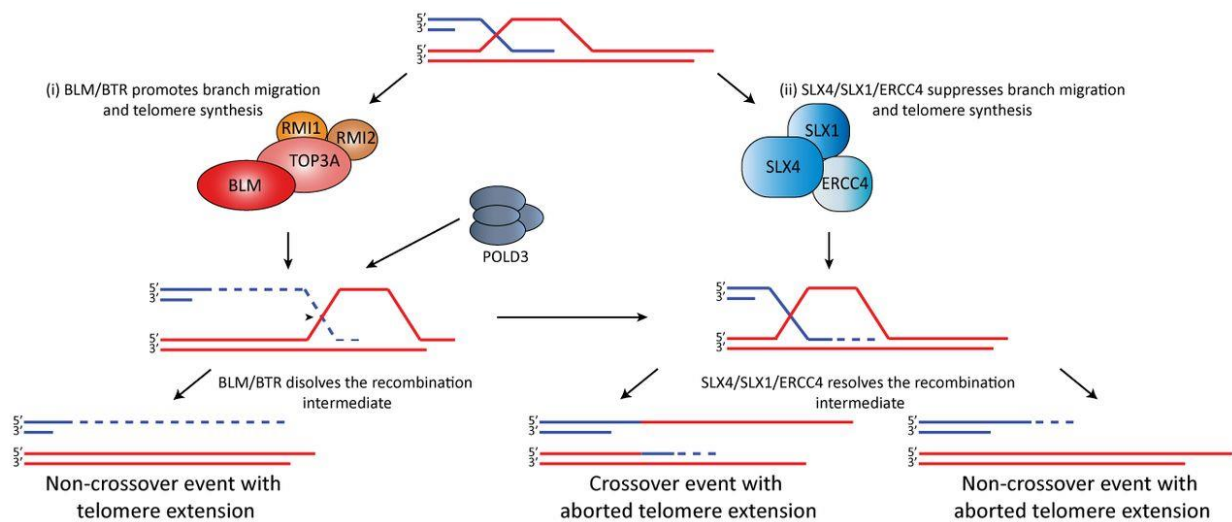 5'
3'
5'
3'
(i) BLM/BTR promotes branch migration
and telomere synthesis
(ii) SLX4/SLX1/ERCC4 suppresses branch migration
and telomere synthesis
RMI1
RMI2
TOP3A
BLM
SLX1
SLX4
ERCC4
POLD3
5'
3'
5'
3'
5'
3'
5'
3'
BLM/BTR disolves the recombination
intermediate
SLX4/SLX1/ERCC4 resolves the recombination
intermediate
5'
3'
5'
3'
5'
3'
5'
3'
5'
3'
5'
3'
Non-crossover event with
telomere extension
Crossover event with
aborted telomere extension
Non-crossover event with
aborted telomere extension